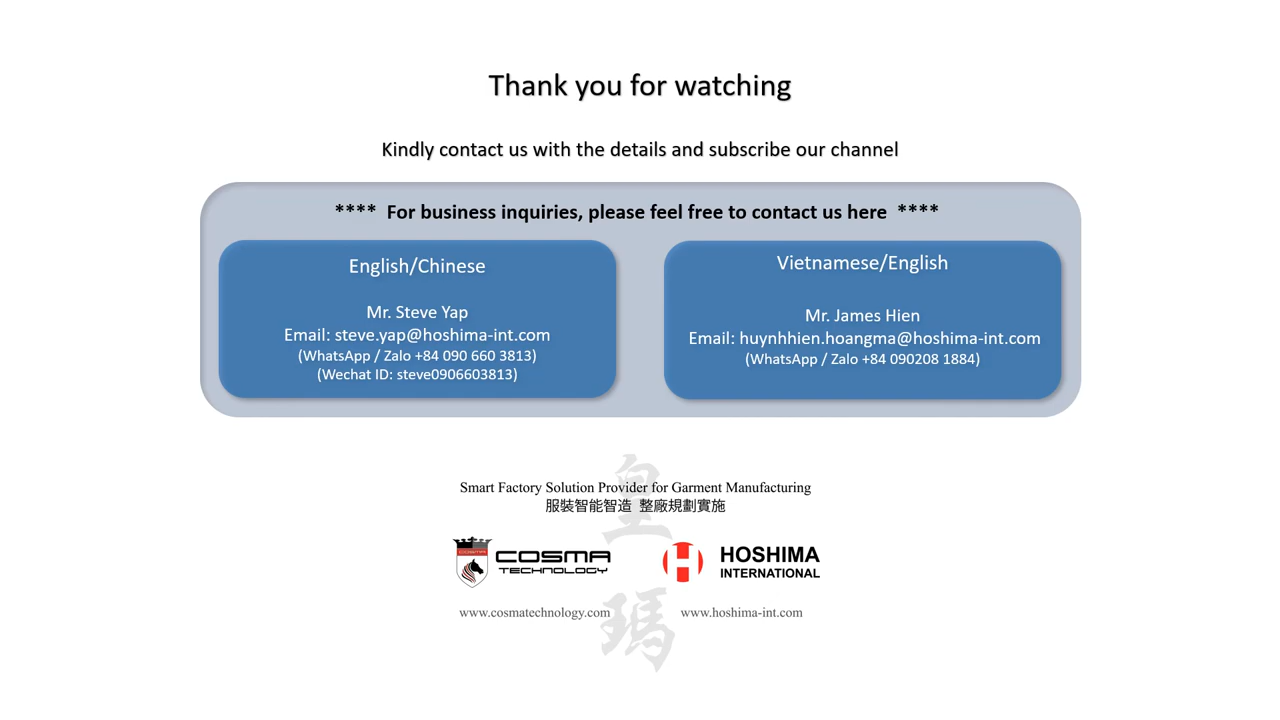 Thank you for watching
Kindly contact us with the details and subscribe our channel
**** For business inquiries, please feel free to contact us here ****
English/Chinese
Mr. Steve Yap
Email: steve.yap@hoshima-int.com
(WhatsApp / Zalo +84 090 660 3813)
(Wechat ID: steve0906603813)
Vietnamese/English
Mr. James Hien
Email: huynhhien.hoangma@hoshima-int.com
(WhatsApp / Zalo +84 090208 1884)
皇
Smart Factory Solution Provider for Garment Manufacturing
服裝智能智造 整廠規劃實施
COSMA
TECHNOLOGY
HOSHIMA
INTERNATIONAL
www.cosmatechnology.com
www.hoshima-int.com
瑪